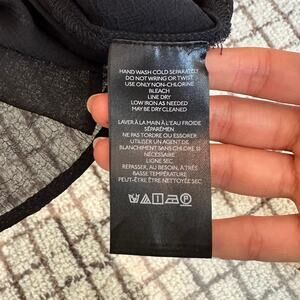 HAND WASH COLD SEPARATELY
DO NOT WRING OR TWIST
USE ONLY NON-CHLORINE
BLEACH
LINE DRY
LOW IRON AS NEEDED
MAY BE DRY CLEANED
LAVER À LA MAIN À L'EAU FROIDE
SÉPARÉMEN
NE PAS TORDRE OU ESSORER
UTILISER UN AGENT DE
BLANCHIMENT SANS CHLORE SI
NÉCESSAIRE
LIGNE SEC
REPASSER, AU BESOIN, À TRÈS
BASSE TEMPÉRATURE
PEUT-ÊTRE ÊTRE NETTOYÉE SEC